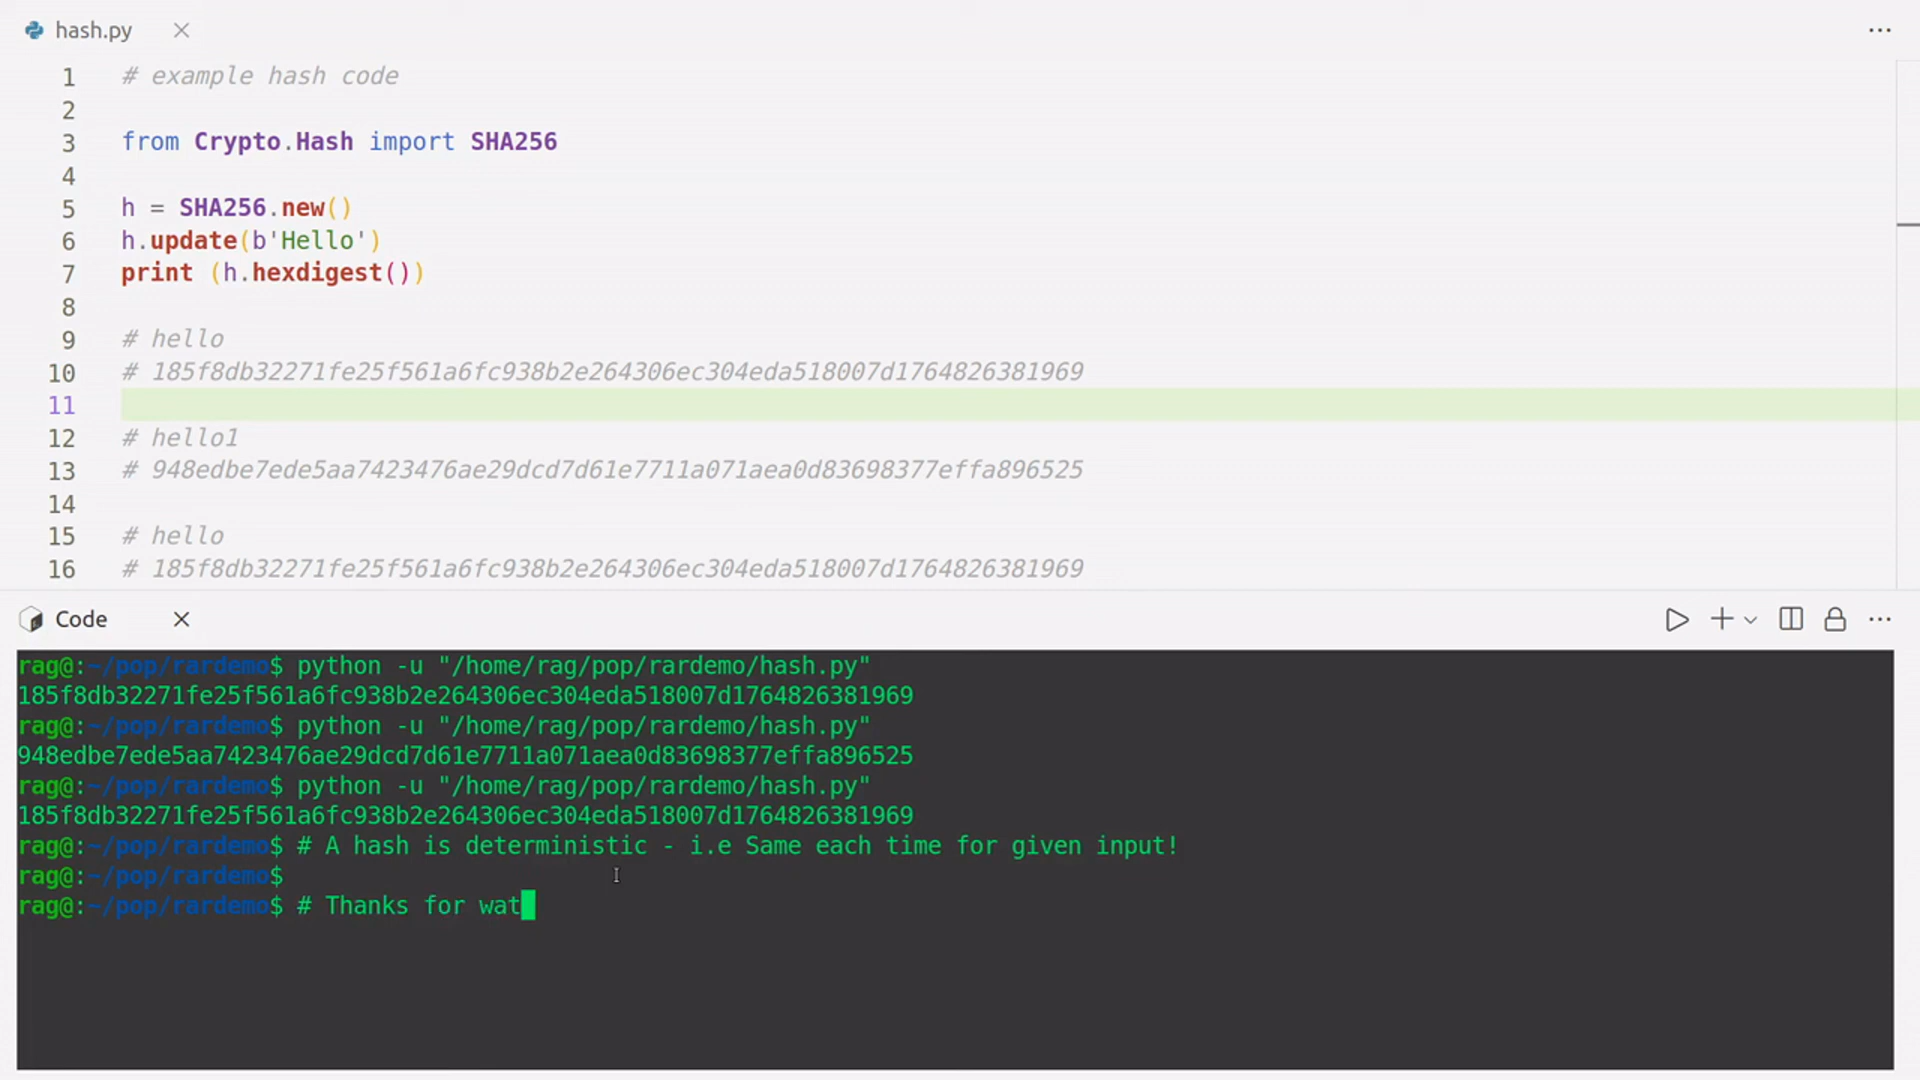 hash.py
1 # example hash code
2
3 from Crypto.Hash import SHA256
4
5 h = SHA256.new()
6 h.update(b'Hello')
7 print (h.hexdigest())
8
9 # hello
10 # 185f8db32271fe25f561a6fc938b2e264306ec304eda518007d1764826381969
11
12 # hello1
13 # 948edbe7ede5aa7423476ae29dcd7d61e7711a071aea0d83698377effa896525
14
15 # hello
16 # 185f8db32271fe25f561a6fc938b2e264306ec304eda518007d1764826381969
Code
rag@:~/pop/rardemo$ python -u "/home/rag/pop/rardemo/hash.py"
185f8db32271fe25f561a6fc938b2e264306ec304eda518007d1764826381969
rag@:~/pop/rardemo$ python -u "/home/rag/pop/rardemo/hash.py"
948edbe7ede5aa7423476ae29dcd7d61e7711a071aea0d83698377effa896525
rag@:~/pop/rardemo$ python -u "/home/rag/pop/rardemo/hash.py"
185f8db32271fe25f561a6fc938b2e264306ec304eda518007d1764826381969
rag@:~/pop/rardemo$ # A hash is deterministic - i.e Same each time for given input!
rag@:~/pop/rardemo$
rag@:~/pop/rardemo$ # Thanks for wat